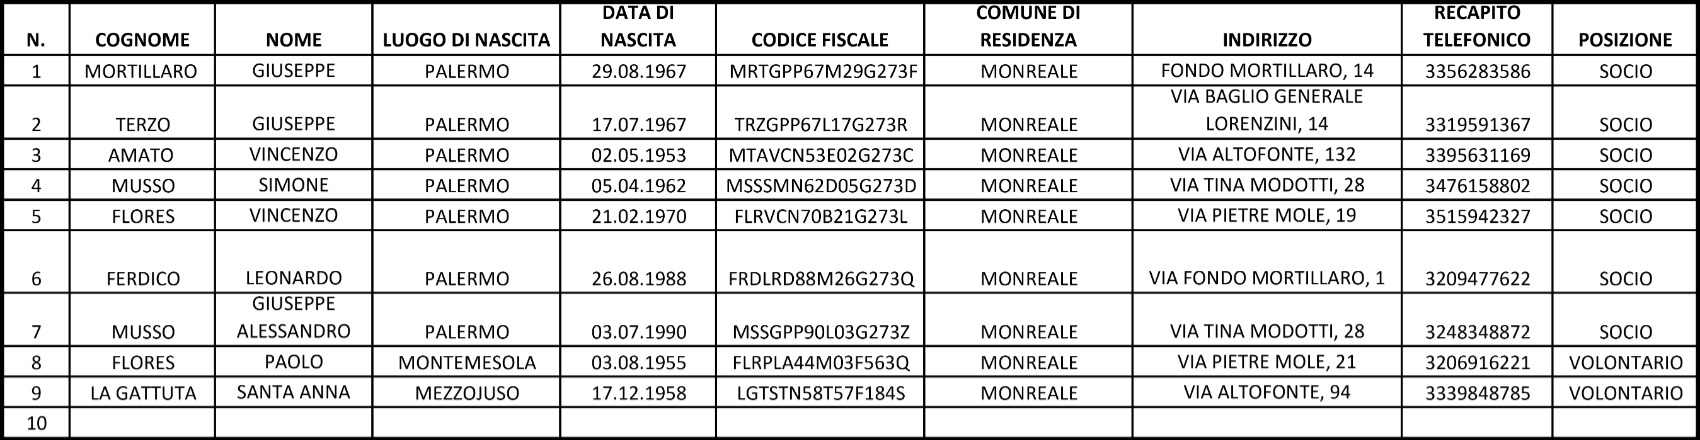 N. COGNOME NOME LUOGO DI NASCITA DATA DI NASCITA CODICE FISCALE COMUNE DI RESIDENZA INDIRIZZO RECAPITO TELEFONICO POSIZIONE
1 MORTILLARO GIUSEPPE PALERMO 29.08.1967 MRTGPP67M29G273F MONREALE FONDO MORTILLARO, 14 3356283586 SOCIO
2 TERZO GIUSEPPE PALERMO 17.07.1967 TRZGPP67L17G273R MONREALE VIA BAGLIO GENERALE LORENZINI, 14 3319591367 SOCIO
3 AMATO VINCENZO PALERMO 02.05.1953 MTAVCN53E02G273C MONREALE VIA ALTOFONTE, 132 3395631169 SOCIO
4 MUSSO SIMONE PALERMO 05.04.1962 MSSSMN62D05G273D MONREALE VIA TINA MODOTTI, 28 3476158802 SOCIO
5 FLORES VINCENZO PALERMO 21.02.1970 FLRVCN70B21G273L MONREALE VIA PIETRE MOLE, 19 3515942327 SOCIO
6 FERDICO LEONARDO PALERMO 26.08.1988 FRDLRD88M26G273Q MONREALE VIA FONDO MORTILLARO, 1 3209477622 SOCIO
7 MUSSO GIUSEPPE ALESSANDRO PALERMO 03.07.1990 MSSGPP90L03G273Z MONREALE VIA TINA MODOTTI, 28 3248348872 SOCIO
8 FLORES PAOLO MONTEMESOLA 03.08.1955 FLRPLA44M03F563Q MONREALE VIA PIETRE MOLE, 21 3206916221 VOLONTARIO
9 LA GATTUTA SANTA ANNA MEZZOJUSO 17.12.1958 LGTSTN58T57F184S MONREALE VIA ALTOFONTE, 94 3339848785 VOLONTARIO
10